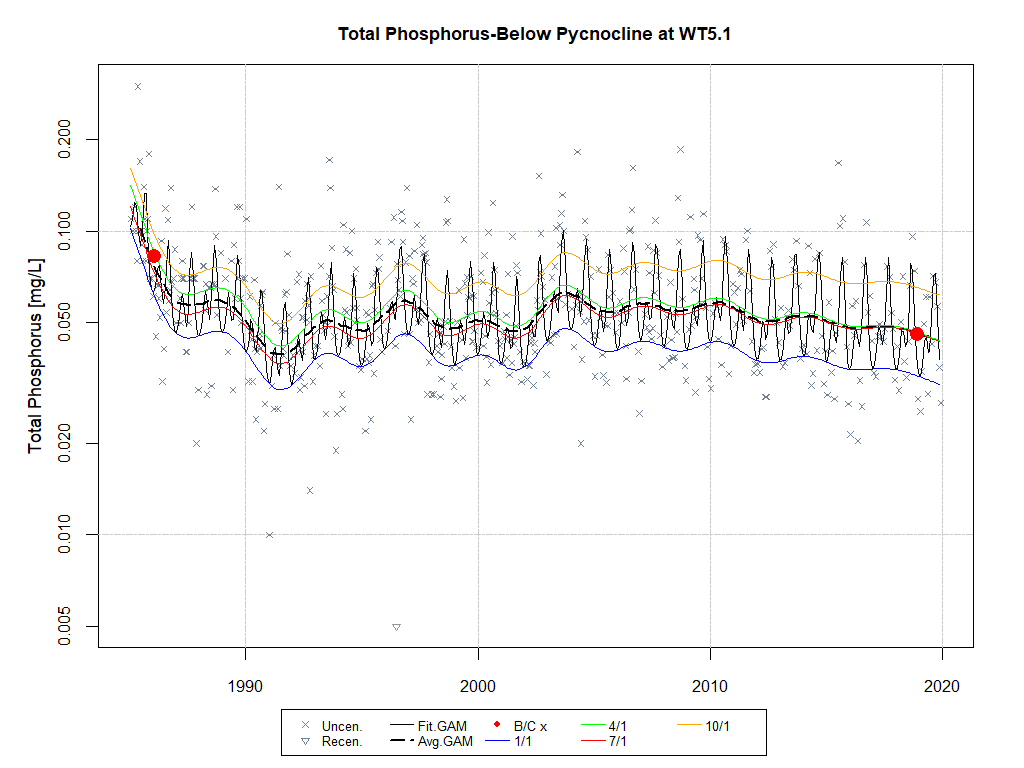 Total Phosphorus-Below Pycnocline at WT5.1
Total Phosphorus [mg/L]
0.200
0.100
0.050
0.020
0.010
0.005
1990 2000 2010 2020
Uncen. Fit.GAM B/C x 4/1 10/1
Recen. Avg.GAM 1/1 7/1